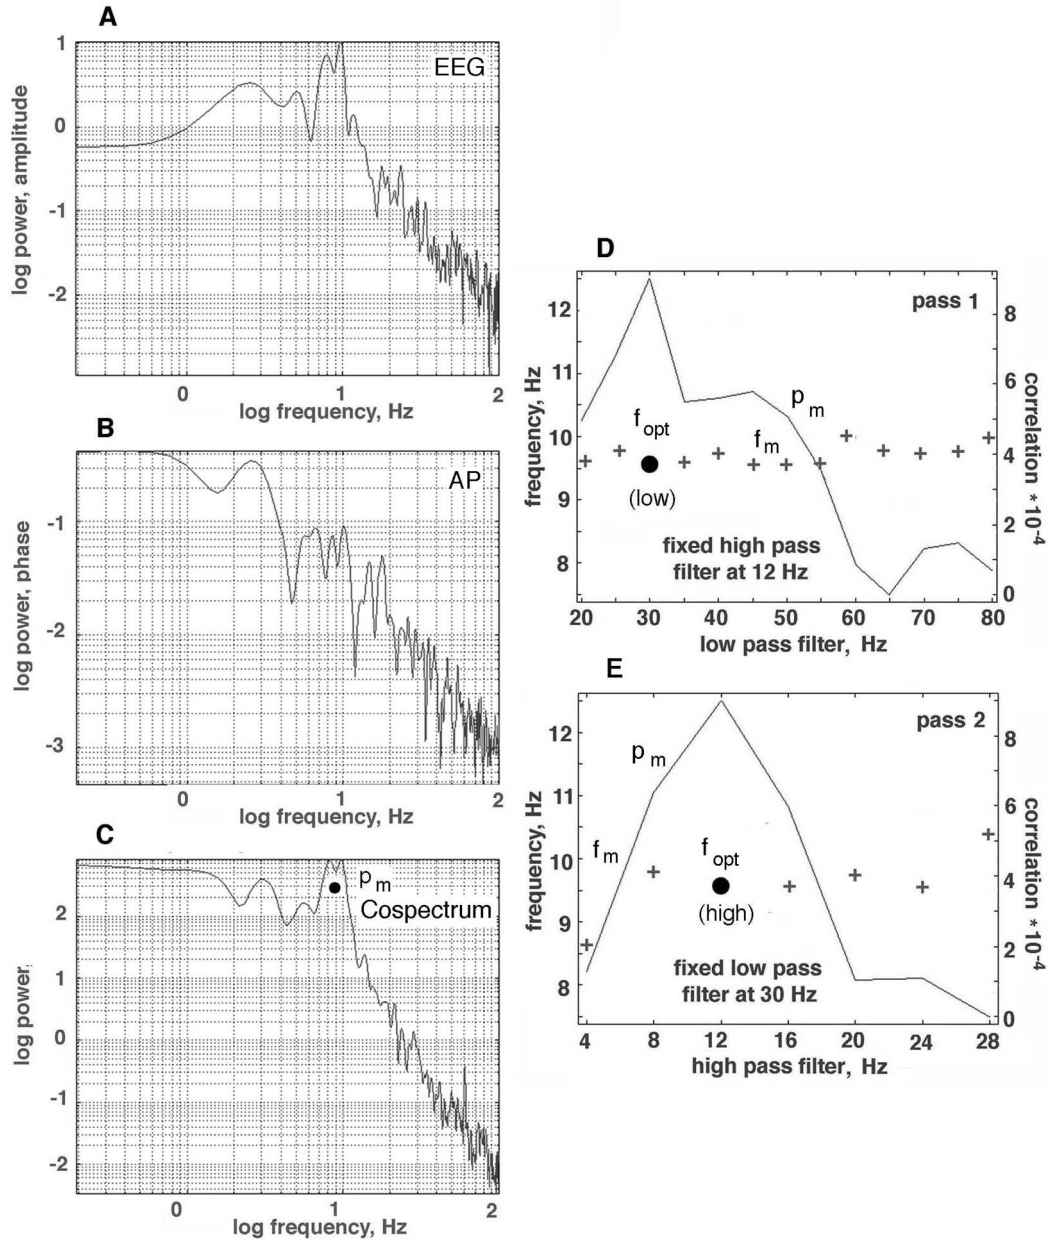 A
EEG
1
0
-1
-2
log power, amplitude
0 1 2
log frequency, Hz
B
AP
-1
-2
-3
log power, phase
0 1 2
log frequency, Hz
C
p m
Cospectrum
2
1
0
-1
-2
log power,
0 1 2
log frequency, Hz
D
pass 1
12
11
10
9
8
frequency, Hz
8
6
4
2
0
correlation *10-4
p m
f opt
f m
(low)
fixed high pass
filter at 12 Hz
20 30 40 50 60 70 80
low pass filter, Hz
E
pass 2
12
11
10
9
8
frequency, Hz
8
6
4
2
0
correlation *10-4
p m
f m
f opt
(high)
fixed low pass
filter at 30 Hz
4 8 12 16 20 24 28
high pass filter, Hz